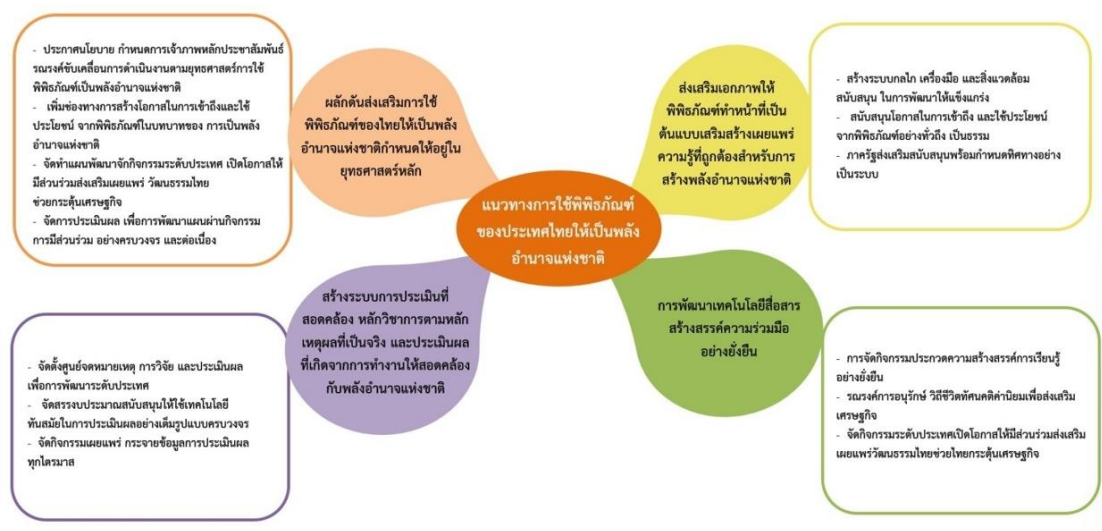 - ประกาศนโยบาย กำหนดการเจ้าภาพหลักประชาสัมพันธ์
รณรงค์ขับเคลื่อนการดำเนินงานตามยุทธศาสตร์การใช้
พิพิธภัณฑ์เป็นพลังอำนาจแห่งชาติ
- เพิ่มช่องทางการสร้างโอกาสในการเข้าถึงและใช้
ประโยชน์ จากพิพิธภัณฑ์ในบทบาทของ การเป็นพลัง
อำนาจแห่งชาติ
- จัดทำแผนพัฒนาจักกิจกรรมระดับประเทศ เปิดโอกาสให้
มีส่วนร่วมส่งเสริมเผยแพร่ วัฒนธรรมไทย
ช่วยกระตุ้นเศรษฐกิจ
- จัดการประเมินผล เพื่อการพัฒนาแผนผ่านกิจกรรม
การมีส่วนร่วม อย่างครบวงจร และต่อเนื่อง
ผลักดันส่งเสริมการใช้
พิพิธภัณฑ์ของไทยให้เป็นพลัง
อำนาจแห่งชาติกำหนดให้อยู่ใน
ยุทธศาสตร์หลัก
ส่งเสริมเอกภาพให้
พิพิธภัณฑ์ทำหน้าที่เป็น
ต้นแบบเสริมสร้างเผยแพร่
ความรู้ที่ถูกต้องสำหรับการ
สร้างพลังอำนาจแห่งชาติ
- สร้างระบบกลไก เครื่องมือ และสิ่งแวดล้อม
สนับสนุน ในการพัฒนาให้แข็งแกร่ง
- สนับสนุนโอกาสในการเข้าถึง และใช้ประโยชน์
จากพิพิธภัณฑ์อย่างทั่วถึง เป็นธรรม
- ภาครัฐส่งเสริมสนับสนุนพร้อมกำหนดทิศทางอย่าง
เป็นระบบ
แนวทางการใช้พิพิธภัณฑ์
ของประเทศไทยให้เป็นพลัง
อำนาจแห่งชาติ
สร้างระบบการประเมินที่
สอดคล้อง หลักวิชาการตามหลัก
เหตุผลที่เป็นจริง และประเมินผล
ที่เกิดจากการทำงานให้สอดคล้อง
กับพลังอำนาจแห่งชาติ
การพัฒนาเทคโนโลยีสื่อสาร
สร้างสรรค์ความร่วมมือ
อย่างยั่งยืน
- จัดตั้งศูนย์จดหมายเหตุ การวิจัย และประเมินผล
เพื่อการพัฒนาระดับประเทศ
- จัดสรรงบประมาณสนับสนุนให้ใช้เทคโนโลยี
ทันสมัยในการประเมินผลอย่างเต็มรูปแบบครบวงจร
- จัดกิจกรรมเผยแพร่ กระจายข้อมูลการประเมินผล
ทุกไตรมาส
- การจัดกิจกรรมประกวดความสร้างสรรค์การเรียนรู้
อย่างยั่งยืน
- รณรงค์การอนุรักษ์ วิถีชีวิตทัศนคติค่านิยมเพื่อส่งเสริม
เศรษฐกิจ
- จัดกิจกรรมระดับประเทศเปิดโอกาสให้มีส่วนร่วมส่งเสริม
เผยแพร่วัฒนธรรมไทยช่วยไทยกระตุ้นเศรษฐกิจ